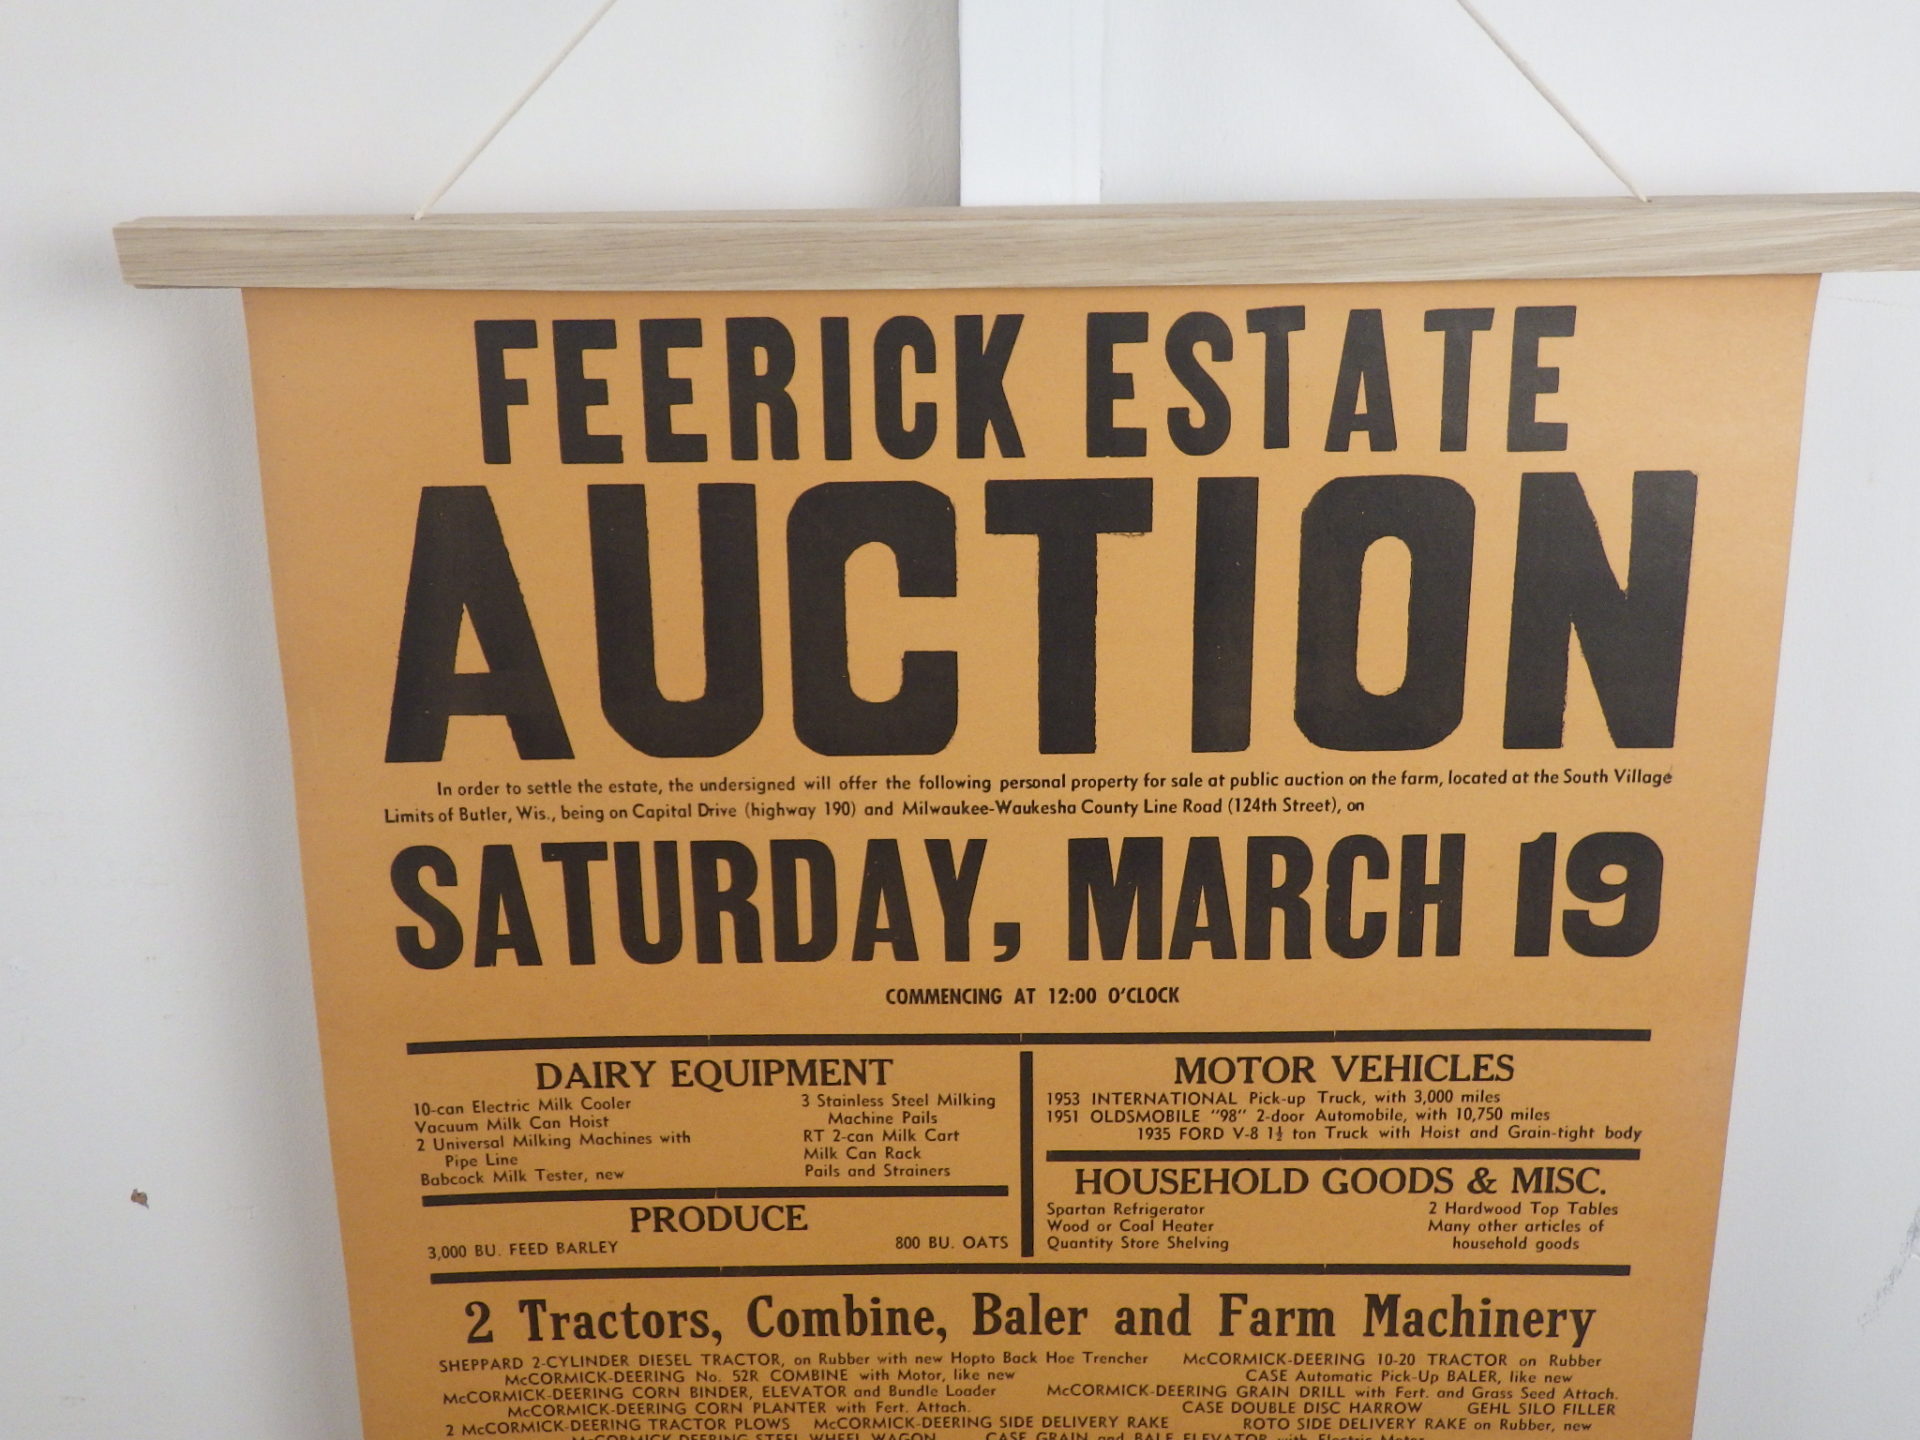 FEERICK ESTATE
AUCTION
In order to settle the estate, the undersigned will offer the following personal property for sale at public auction on the farm, located at the South Village
Limits of Butler, Wis., being on Capital Drive (highway 190) and Milwaukee-Waukesha County Line Road (124th Street), on
SATURDAY, MARCH 19
COMMENCING AT 12:00 O'CLOCK
DAIRY EQUIPMENT
10-can Electric Milk Cooler
Vacuum Milk Can Hoist
2 Universal Milking Machines with
Pipe Line
Babcock Milk Tester, new
3 Stainless Steel Milking
Machine Pails
RT 2-can Milk Cart
Milk Can Rack
Pails and Strainers
PRODUCE
3,000 BU. FEED BARLEY 800 BU. OATS
MOTOR VEHICLES
1953 INTERNATIONAL Pick-up Truck, with 3,000 miles
1951 OLDSMOBILE "98" 2-door Automobile, with 10,750 miles
1935 FORD V-8 1½ ton Truck with Hoist and Grain-tight body
HOUSEHOLD GOODS & MISC.
Spartan Refrigerator
Wood or Coal Heater
Quantity Store Shelving
2 Hardwood Top Tables
Many other articles of
household goods
2 Tractors, Combine, Baler and Farm Machinery
SHEPPARD 2-CYLINDER DIESEL TRACTOR, on Rubber with new Hopto Back Hoe Trencher McCORMICK-DEERING 10-20 TRACTOR on Rubber
McCORMICK-DEERING No. 52R COMBINE with Motor, like new CASE Automatic Pick-Up BALER, like new
McCORMICK-DEERING CORN BINDER, ELEVATOR and Bundle Loader McCORMICK-DEERING GRAIN DRILL with Fert. and Grass Seed Attach.
McCORMICK-DEERING CORN PLANTER with Fert. Attach. CASE DOUBLE DISC HARROW GEHL SILO FILLER
2 McCORMICK-DEERING TRACTOR PLOWS McCORMICK-DEERING SIDE DELIVERY RAKE ROTO SIDE DELIVERY RAKE on Rubber, new
McCORMICK-DEERING STEEL WHEEL WAGON CASE GRAIN and BALE ELEVATOR with Electric Motor